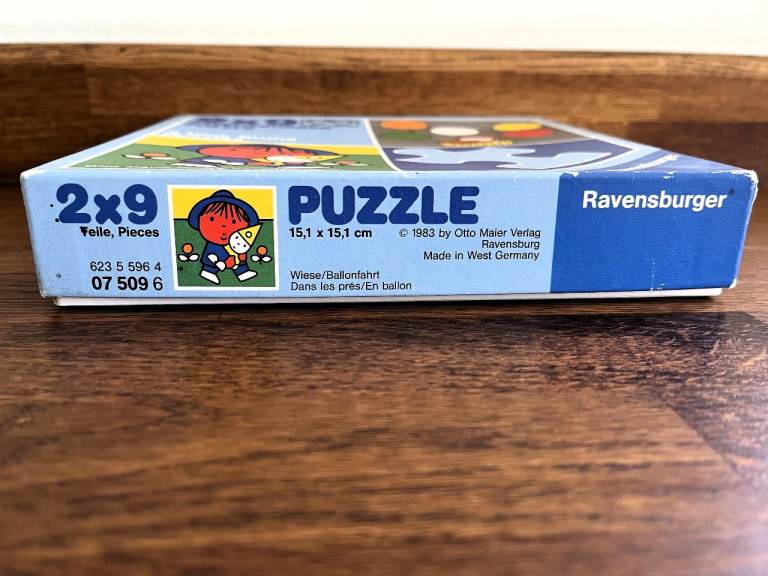 2x9
Teile, Pieces
623 5 596 4
07 509 6
PUZZLE
15,1 x 15,1 cm
© 1983 by Otto Maier Verlag
Ravensburg
Made in West Germany
Wiese/Ballonfahrt
Dans les prés/En ballon
Ravensburger®
2x9